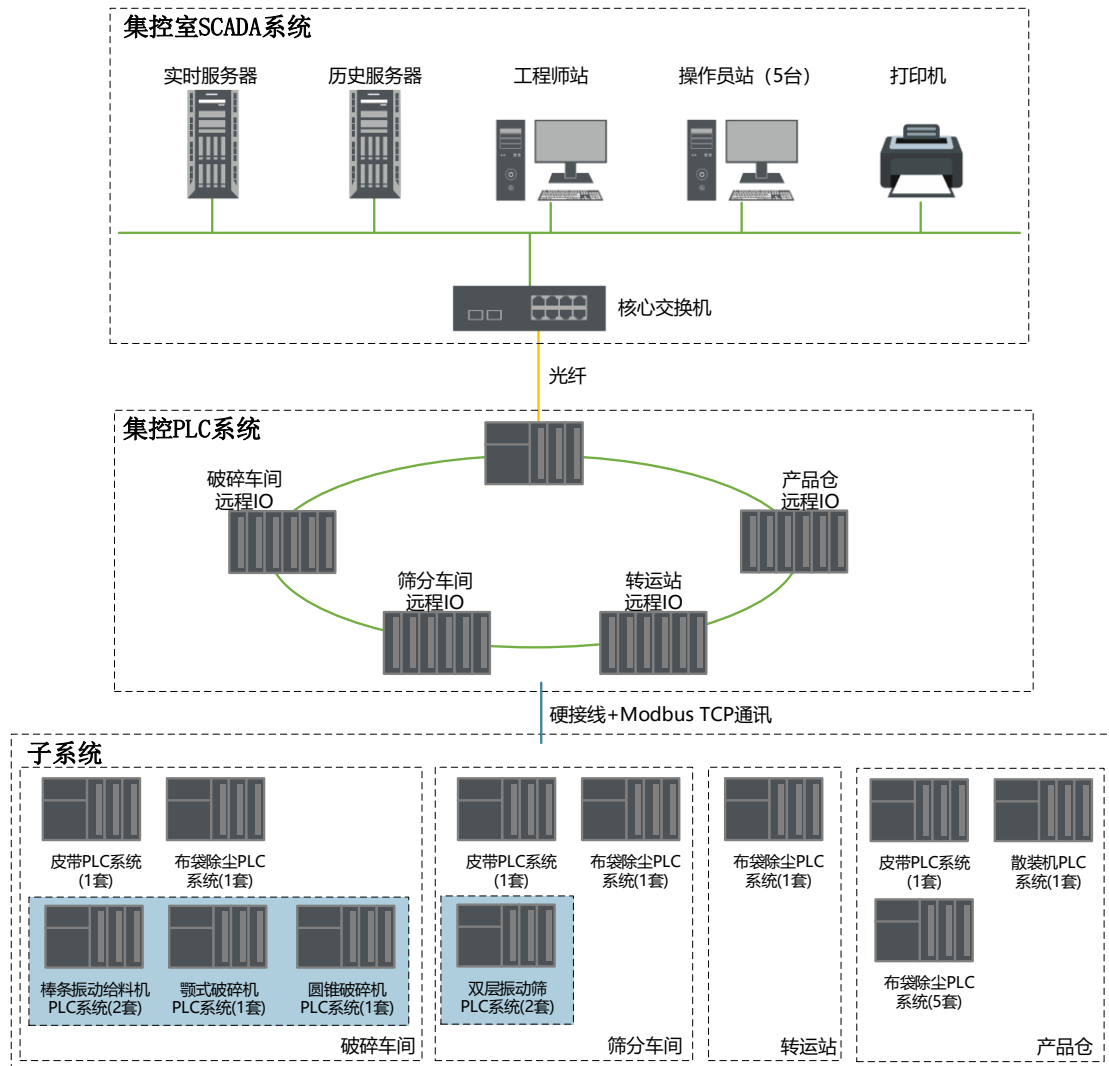 集控室SCADA系统
实时服务器
历史服务器
工程师站
操作员站（5台）
打印机
核心交换机
光纤
集控PLC系统
破碎车间
远程IO
产品仓
远程IO
筛分车间
远程IO
转运站
远程IO
硬接线+Modbus TCP通讯
子系统
皮带PLC系统
(1套)
布袋除尘PLC
系统(1套)
棒条振动给料机
PLC系统(2套)
颚式破碎机
PLC系统(1套)
圆锥破碎机
PLC系统(1套)
破碎车间
皮带PLC系统
(1套)
布袋除尘PLC
系统(1套)
双层振动筛
PLC系统(2套)
筛分车间
布袋除尘PLC
系统(1套)
转运站
皮带PLC系统
(1套)
散装机PLC
系统(1套)
布袋除尘PLC
系统(5套)
产品仓